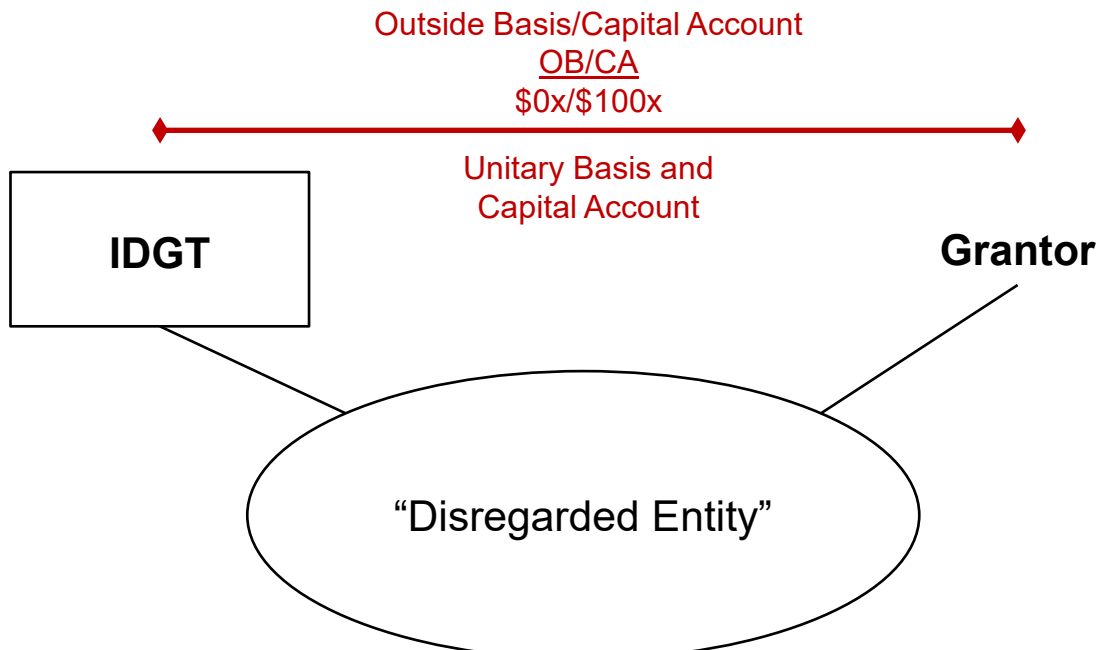 Outside Basis/Capital Account
OB/CA
$0x/$100x
Unitary Basis and
Capital Account
IDGT
Grantor
“Disregarded Entity”